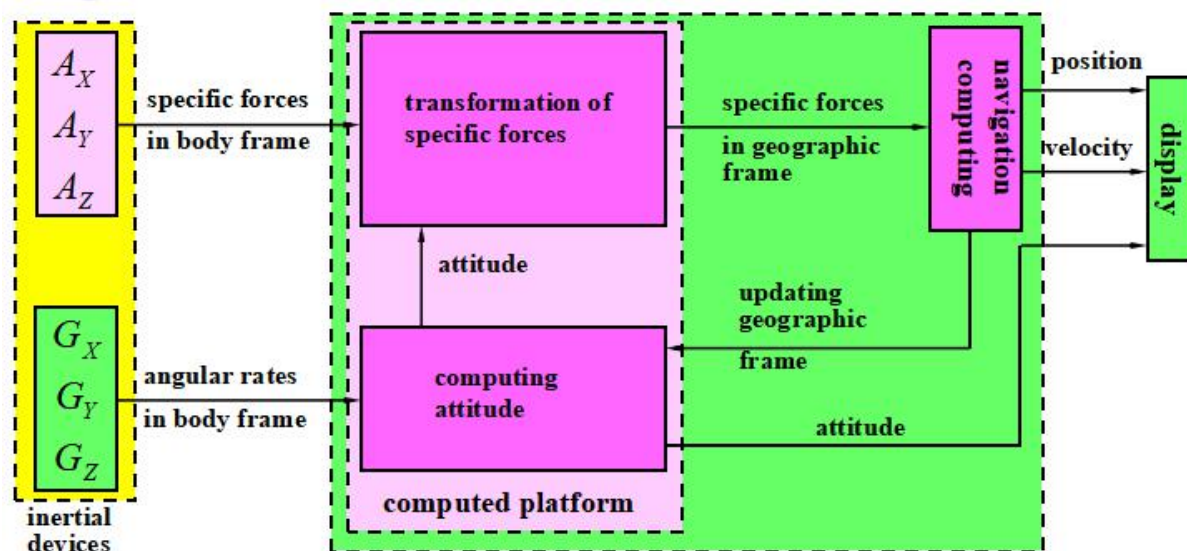 A_X
A_Y
A_Z
specific forces
in body frame
transformation of
specific forces
specific forces
in geographic
frame
navigation
computing
position
velocity
display
attitude
updating
geographic
frame
G_X
G_Y
G_Z
angular rates
in body frame
computing
attitude
attitude
computed platform
inertial
devices